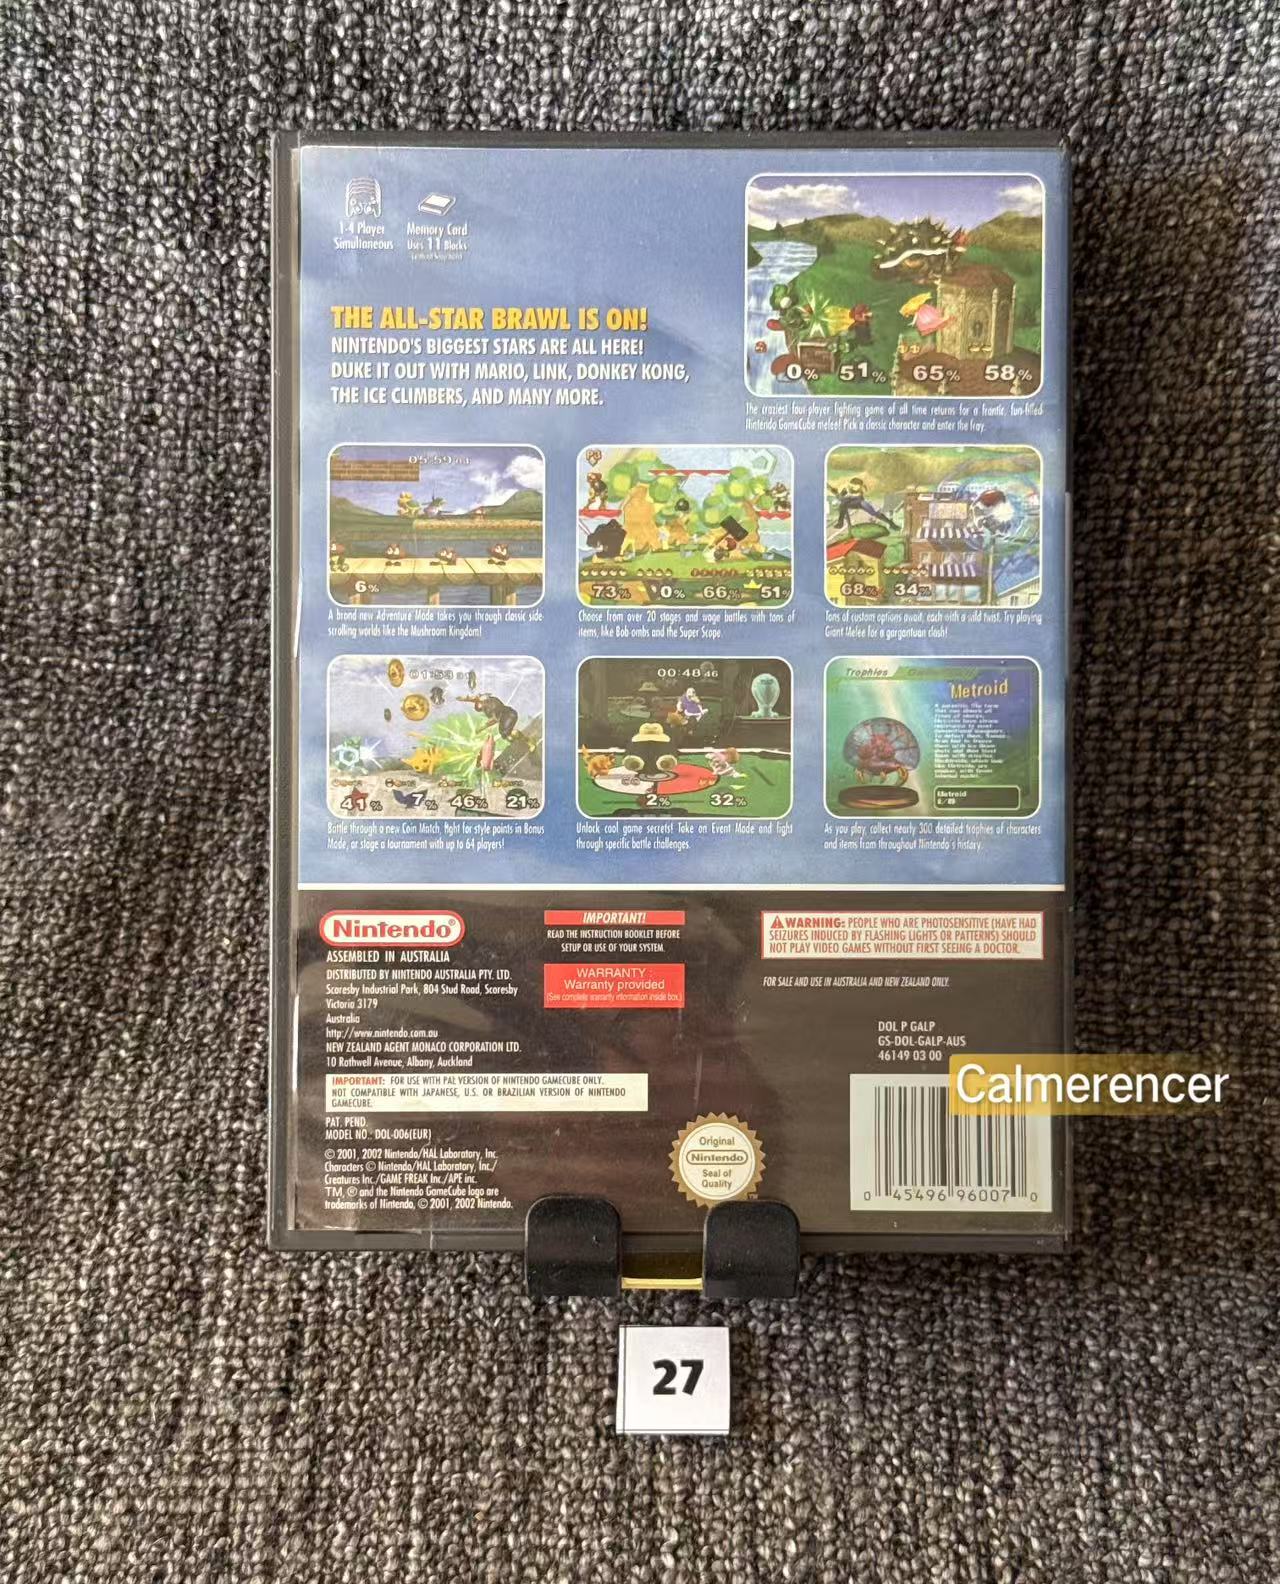 1-4 Player
Simultaneous
Memory Card
Uses 11 Blocks
THE ALL-STAR BRAWL IS ON!
NINTENDO'S BIGGEST STARS ARE ALL HERE!
DUKE IT OUT WITH MARIO, LINK, DONKEY KONG,
THE ICE CLIMBERS, AND MANY MORE.
0% 51% 65% 58%
The craziest four-player fighting game of all time returns for a frantic, fun-filled
Nintendo GameCube melee! Pick a classic character and enter the fray.
05:59
6%
A brand new Adventure Mode takes you through classic side-
scrolling worlds like the Mushroom Kingdom!
P3
73% 0% 66% 51%
Choose from over 20 stages and wage battles with tons of
items, like Bob-ombs and the Super Scope.
68% 34%
Tons of custom options await, each with a wild twist. Try playing
Giant Melee for a gargantuan clash!
01:53
41% 7% 46% 21%
Battle through a new Coin Match, fight for style points in Bonus
Mode, or stage a tournament with up to 64 players!
00:48 46
2% 32%
Unlock cool game secrets! Take on Event Mode and fight
through specific battle challenges.
Trophies
Metroid
Metroid
As you play, collect nearly 300 detailed trophies of characters
and items from throughout Nintendo's history.
Nintendo®
ASSEMBLED IN AUSTRALIA
DISTRIBUTED BY NINTENDO AUSTRALIA PTY. LTD.
Scoresby Industrial Park, 804 Stud Road, Scoresby
Victoria 3179
Australia
http://www.nintendo.com.au
NEW ZEALAND AGENT MONACO CORPORATION LTD.
10 Rothwell Avenue, Albany, Auckland
IMPORTANT: FOR USE WITH PAL VERSION OF NINTENDO GAMECUBE ONLY.
NOT COMPATIBLE WITH JAPANESE, U.S. OR BRAZILIAN VERSION OF NINTENDO
GAMECUBE.
PAT. PEND.
MODEL NO.: DOL-006(EUR)
© 2001, 2002 Nintendo/HAL Laboratory, Inc.
Characters © Nintendo/HAL Laboratory, Inc./
Creatures Inc./GAME FREAK Inc./APE inc.
TM, ® and the Nintendo GameCube logo are
trademarks of Nintendo. © 2001, 2002 Nintendo.
IMPORTANT!
READ THE INSTRUCTION BOOKLET BEFORE
SETUP OR USE OF YOUR SYSTEM.
WARRANTY :
Warranty provided
(See complete warranty information inside box.)
WARNING: PEOPLE WHO ARE PHOTOSENSITIVE (HAVE HAD
SEIZURES INDUCED BY FLASHING LIGHTS OR PATTERNS) SHOULD
NOT PLAY VIDEO GAMES WITHOUT FIRST SEEING A DOCTOR.
FOR SALE AND USE IN AUSTRALIA AND NEW ZEALAND ONLY.
DOL P GALP
GS-DOL-GALP-AUS
46149 03 00
Calmerencer
Original
Nintendo
Seal of
Quality
TM
0 45496 96007 0
27